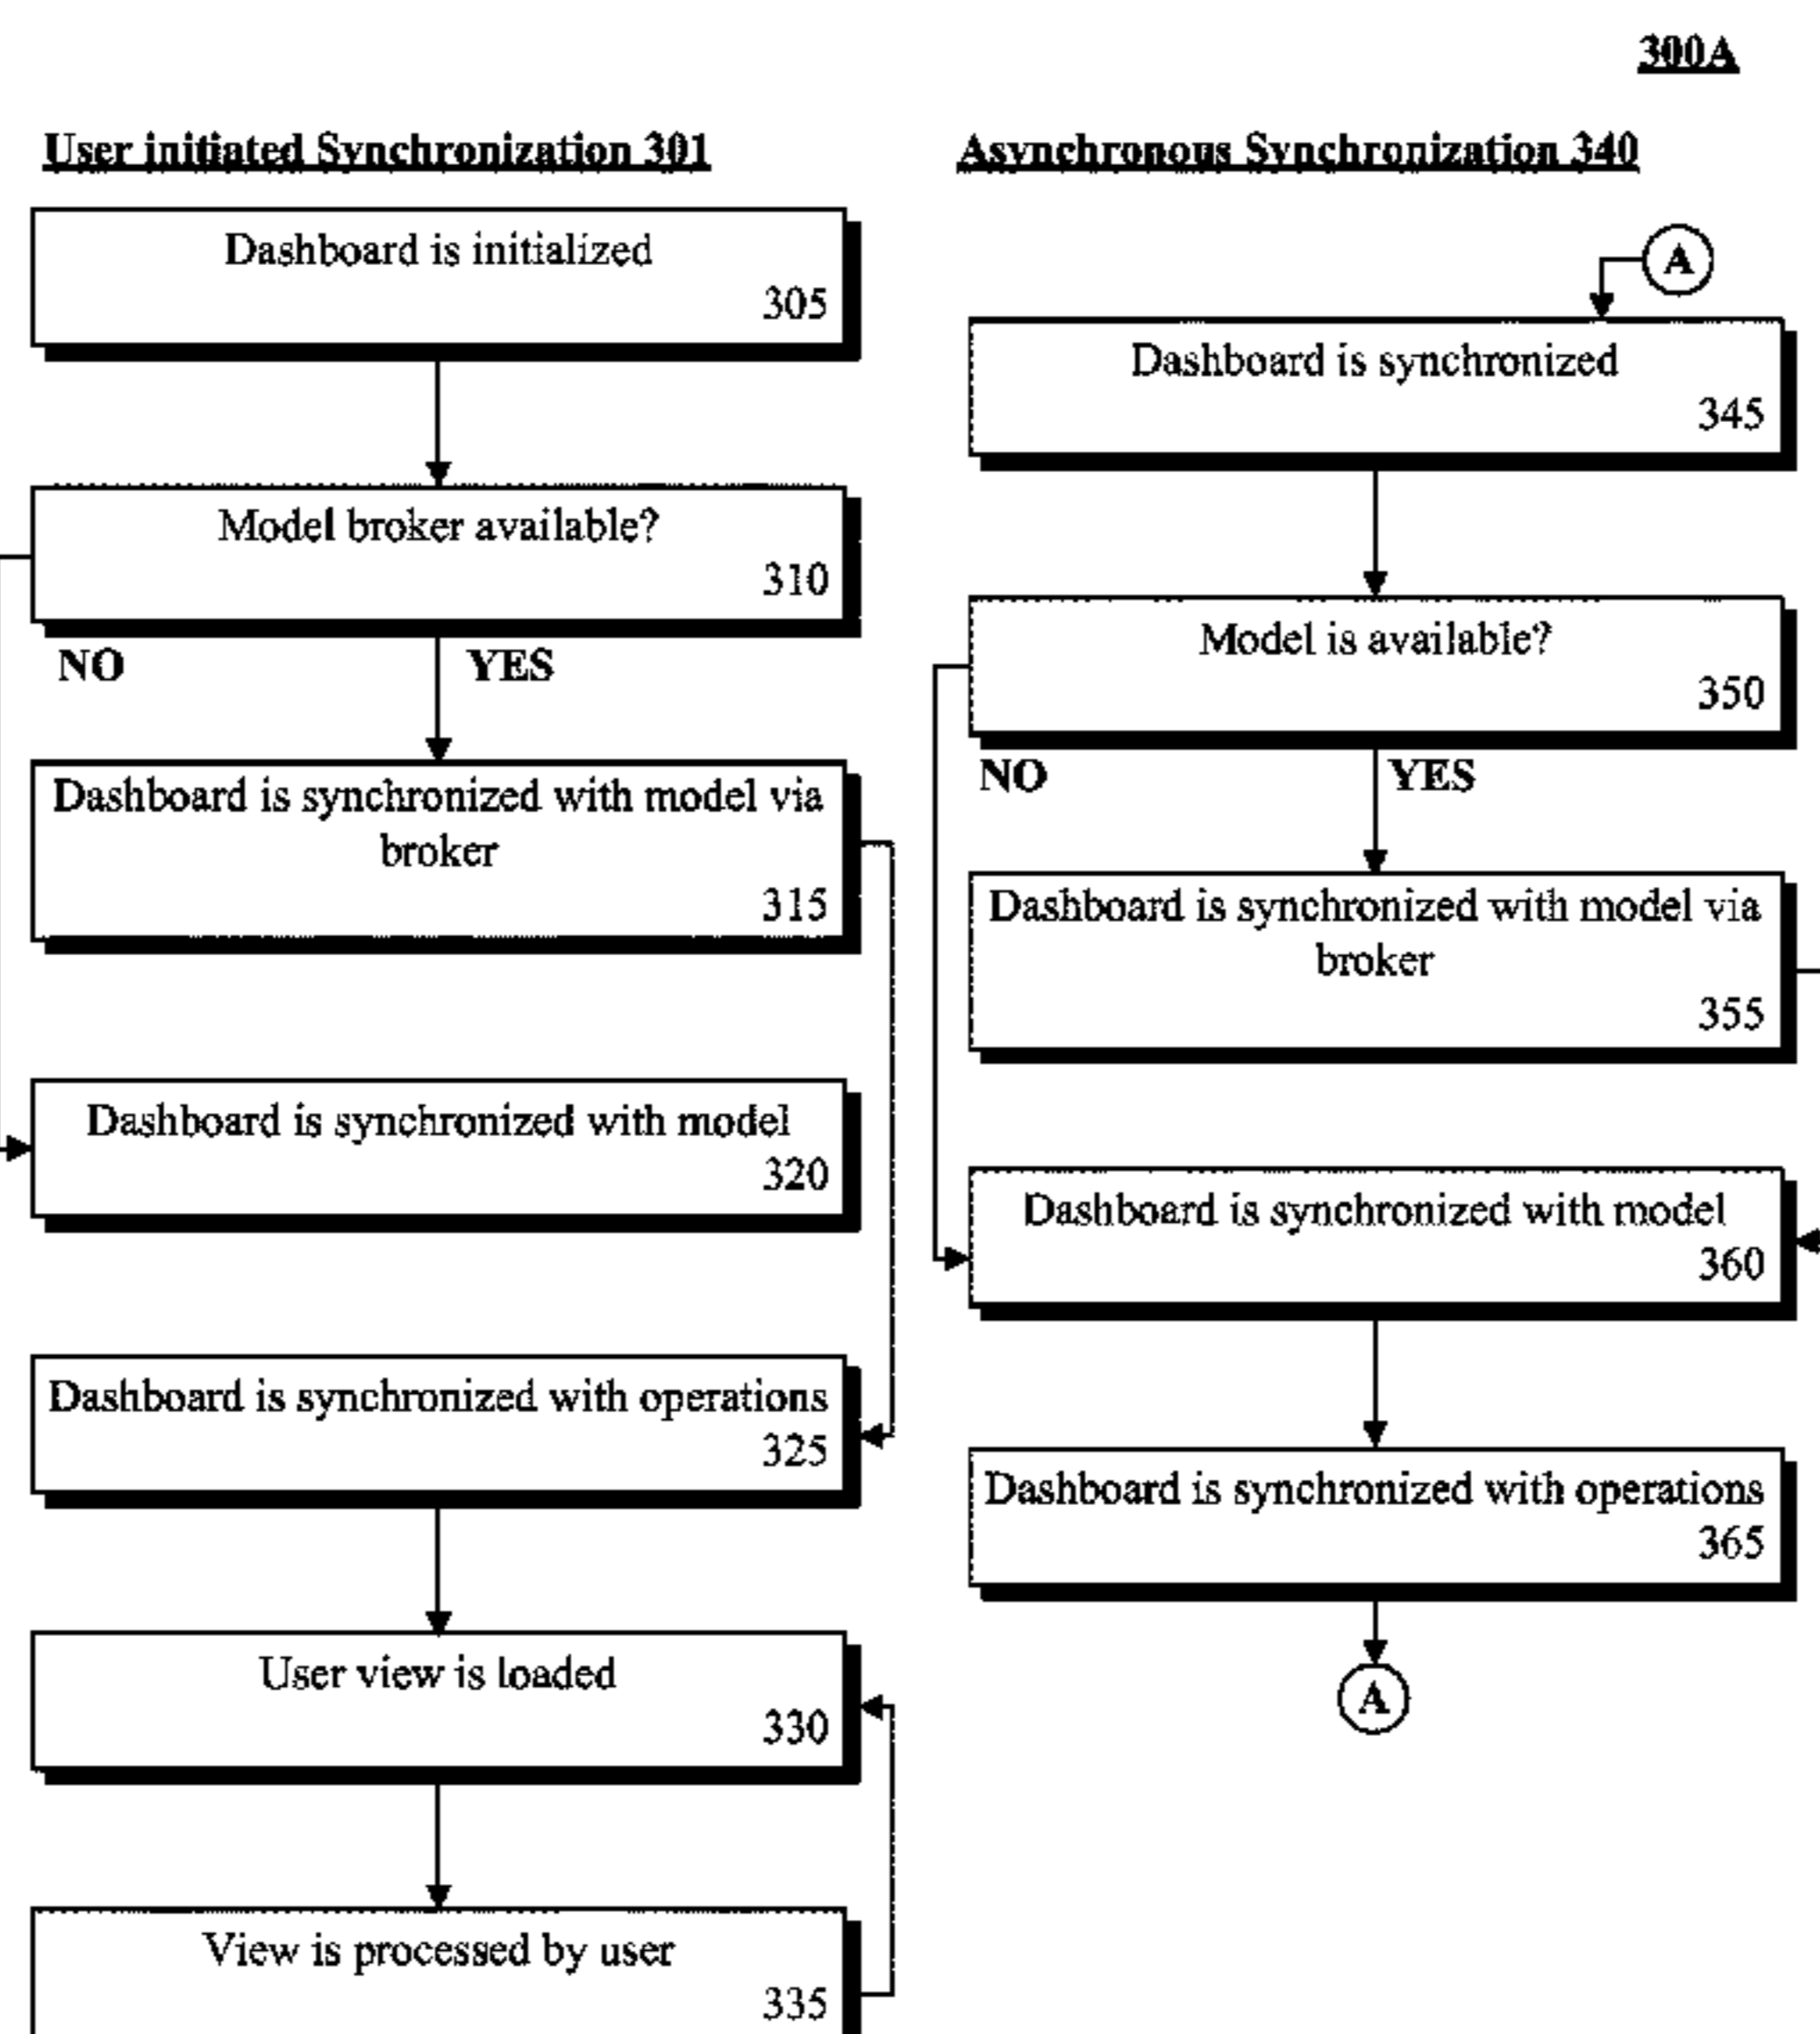 300A
User initiated Synchronization 301
Dashboard is initialized
305
Model broker available?
310
NO
YES
Dashboard is synchronized with model via
broker
315
Dashboard is synchronized with model
320
Dashboard is synchronized with operations
325
User view is loaded
330
View is processed by user
335
Asynchronous Synchronization 340
A
Dashboard is synchronized
345
Model is available?
350
NO
YES
Dashboard is synchronized with model via
broker
355
Dashboard is synchronized with model
360
Dashboard is synchronized with operations
365
A